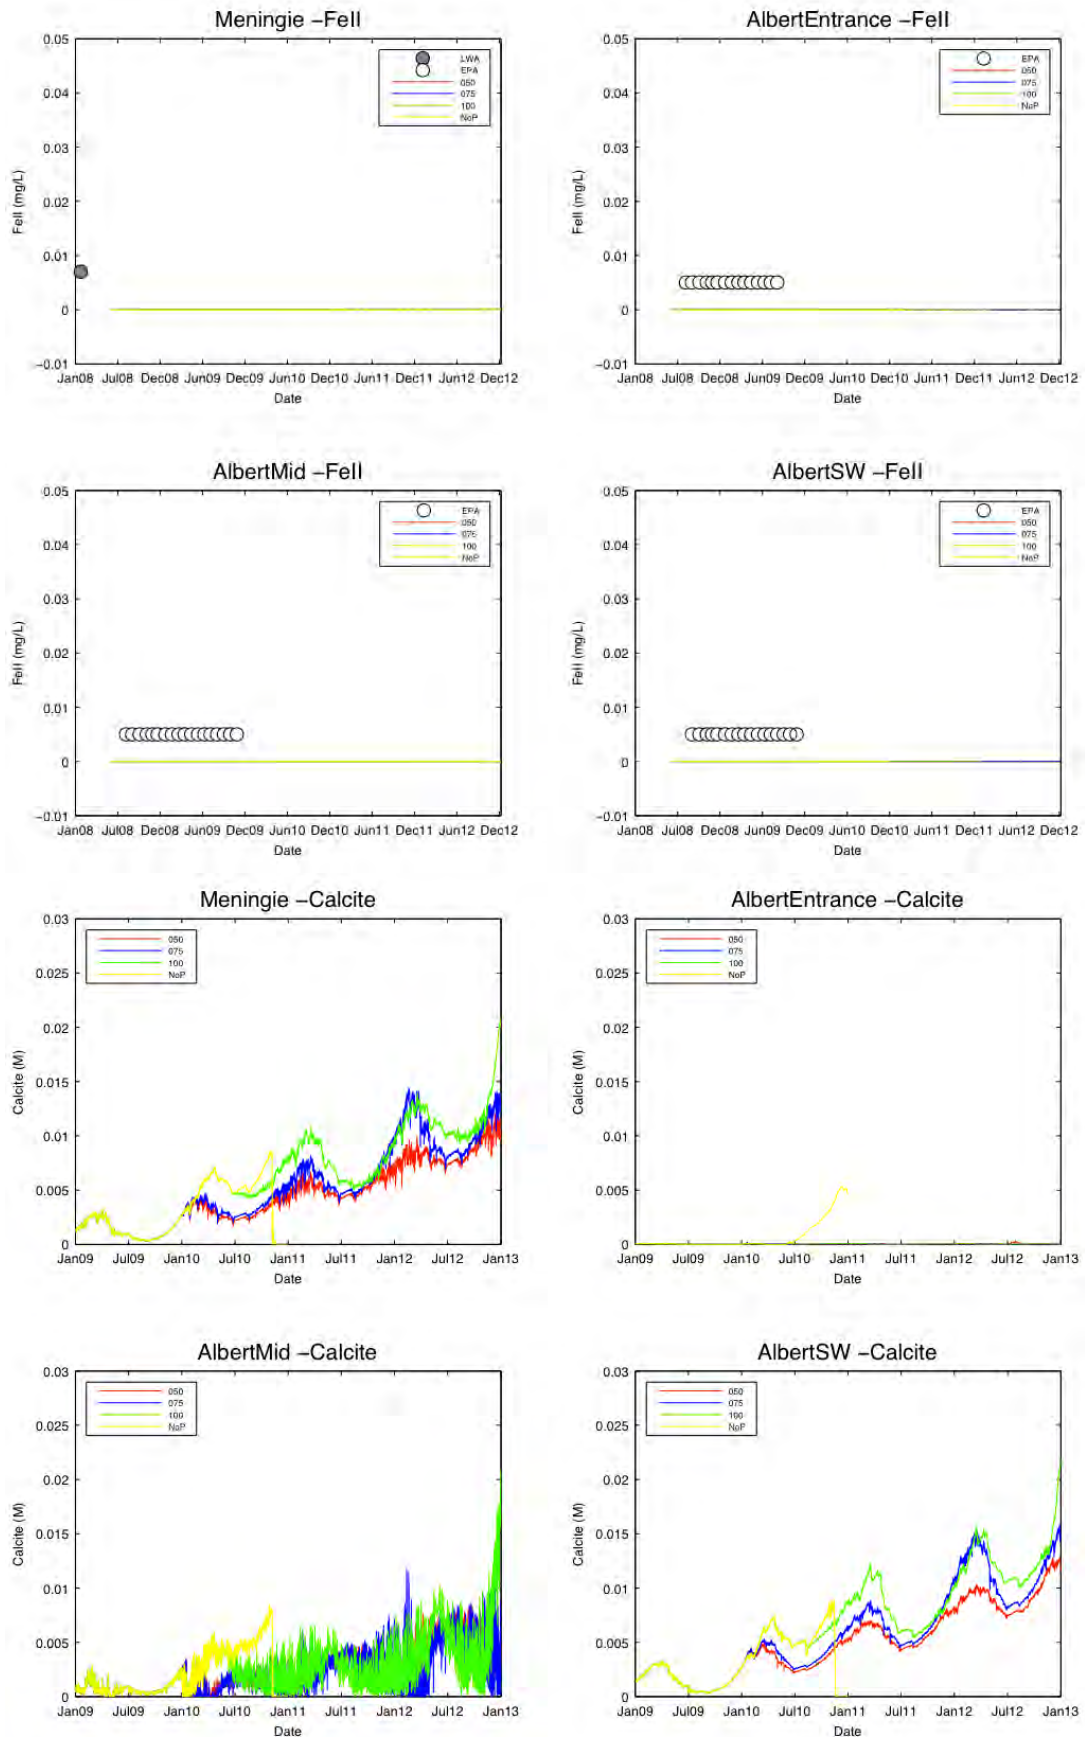 Meningie –FeII
0.05
0.04
0.03
0.02
0.01
0
−0.01
FeII (mg/L)
LWA
EPA
050
075
100
NoP
Jan08 Jul08 Dec08 Jun09 Dec09 Jun10 Dec10 Jun11 Dec11 Jun12 Dec12
Date
AlbertEntrance –FeII
0.05
0.04
0.03
0.02
0.01
0
−0.01
FeII (mg/L)
EPA
050
075
100
NoP
Jan08 Jul08 Dec08 Jun09 Dec09 Jun10 Dec10 Jun11 Dec11 Jun12 Dec12
Date
AlbertMid –FeII
0.05
0.04
0.03
0.02
0.01
0
−0.01
FeII (mg/L)
EPA
050
075
100
NoP
Jan08 Jul08 Dec08 Jun09 Dec09 Jun10 Dec10 Jun11 Dec11 Jun12 Dec12
Date
AlbertSW –FeII
0.05
0.04
0.03
0.02
0.01
0
−0.01
FeII (mg/L)
EPA
050
075
100
NoP
Jan08 Jul08 Dec08 Jun09 Dec09 Jun10 Dec10 Jun11 Dec11 Jun12 Dec12
Date
Meningie –Calcite
0.03
0.025
0.02
0.015
0.01
0.005
0
Calcite (M)
050
075
100
NoP
Jan09 Jul09 Jan10 Jul10 Jan11 Jul11 Jan12 Jul12 Jan13
Date
AlbertEntrance –Calcite
0.03
0.025
0.02
0.015
0.01
0.005
0
Calcite (M)
050
075
100
NoP
Jan09 Jul09 Jan10 Jul10 Jan11 Jul11 Jan12 Jul12 Jan13
Date
AlbertMid –Calcite
0.03
0.025
0.02
0.015
0.01
0.005
0
Calcite (M)
050
075
100
NoP
Jan09 Jul09 Jan10 Jul10 Jan11 Jul11 Jan12 Jul12 Jan13
Date
AlbertSW –Calcite
0.03
0.025
0.02
0.015
0.01
0.005
0
Calcite (M)
050
075
100
NoP
Jan09 Jul09 Jan10 Jul10 Jan11 Jul11 Jan12 Jul12 Jan13
Date